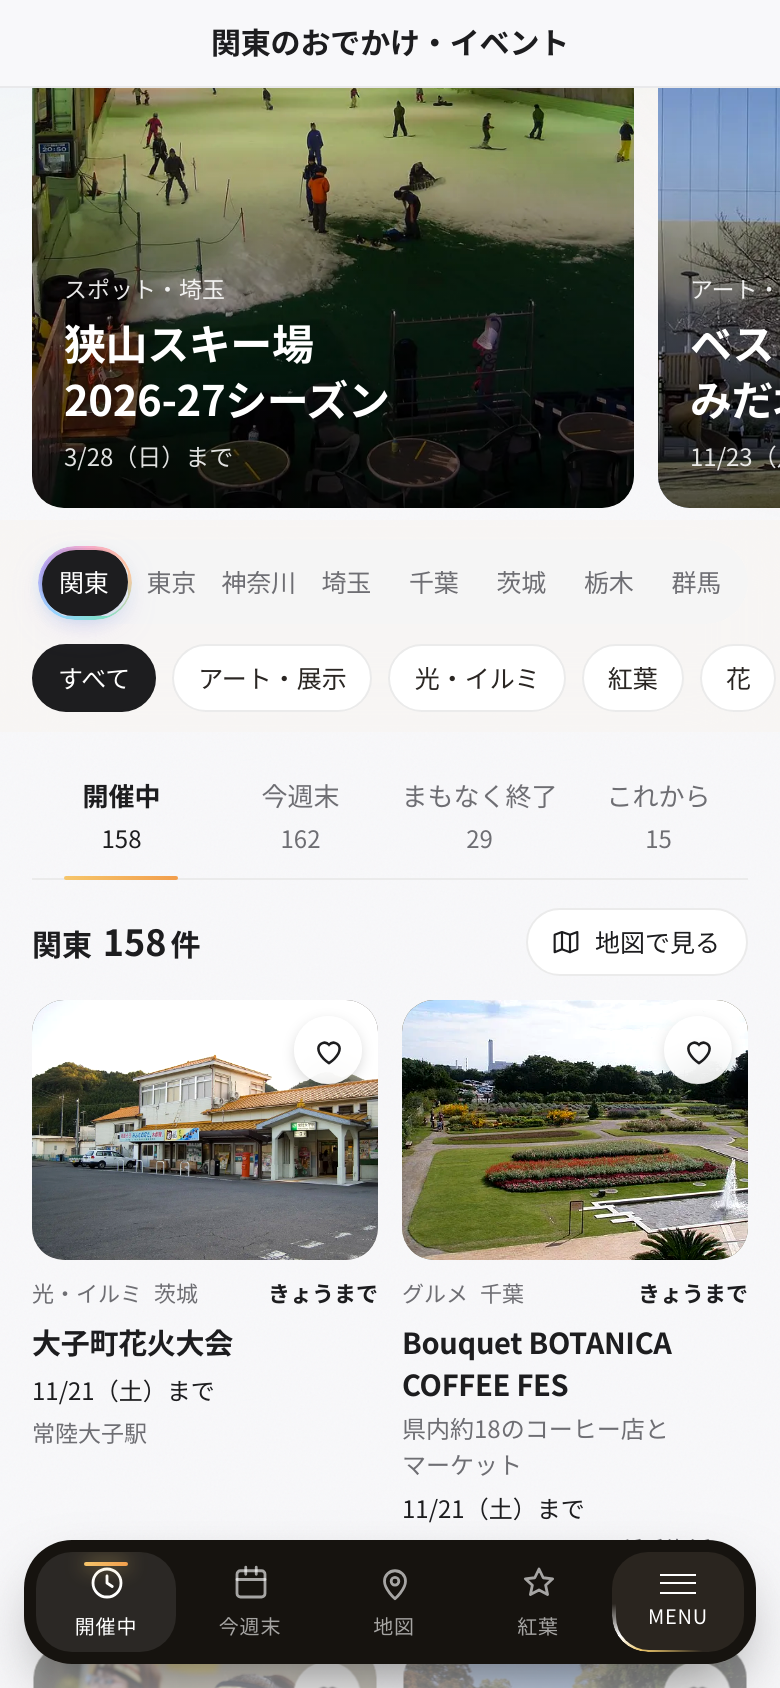 関東のおでかけ・イベント
20:50
スポット・埼玉
狭山スキー場
2026-27シーズン
3/28（日）まで
アート・
ベス
みだ
11/23
関東 東京 神奈川 埼玉 千葉 茨城 栃木 群馬
すべて アート・展示 光・イルミ 紅葉 花
開催中 今週末 まもなく終了 これから
158 162 29 15
関東 158件
地図で見る
光・イルミ 茨城 きょうまで
大子町花火大会
11/21（土）まで
常陸大子駅
グルメ 千葉 きょうまで
Bouquet BOTANICA
COFFEE FES
県内約18のコーヒー店と
マーケット
11/21（土）まで
開催中 今週末 地図 紅葉 MENU